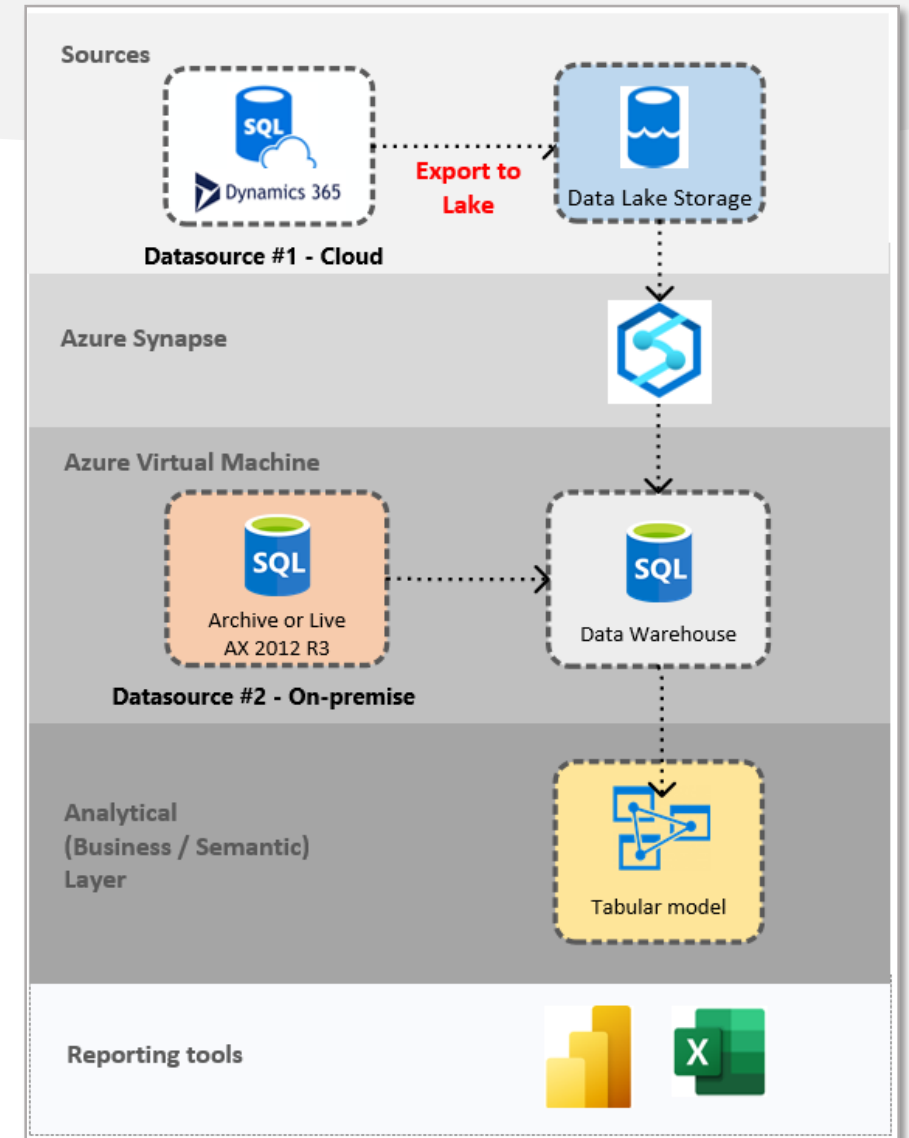 Sources
SQL
Dynamics 365
Export to
Lake
Data Lake Storage
Datasource #1 - Cloud
Azure Synapse
Azure Virtual Machine
SQL
Archive or Live
AX 2012 R3
SQL
Data Warehouse
Datasource #2 - On-premise
Analytical
(Business / Semantic)
Layer
Tabular model
Reporting tools
X